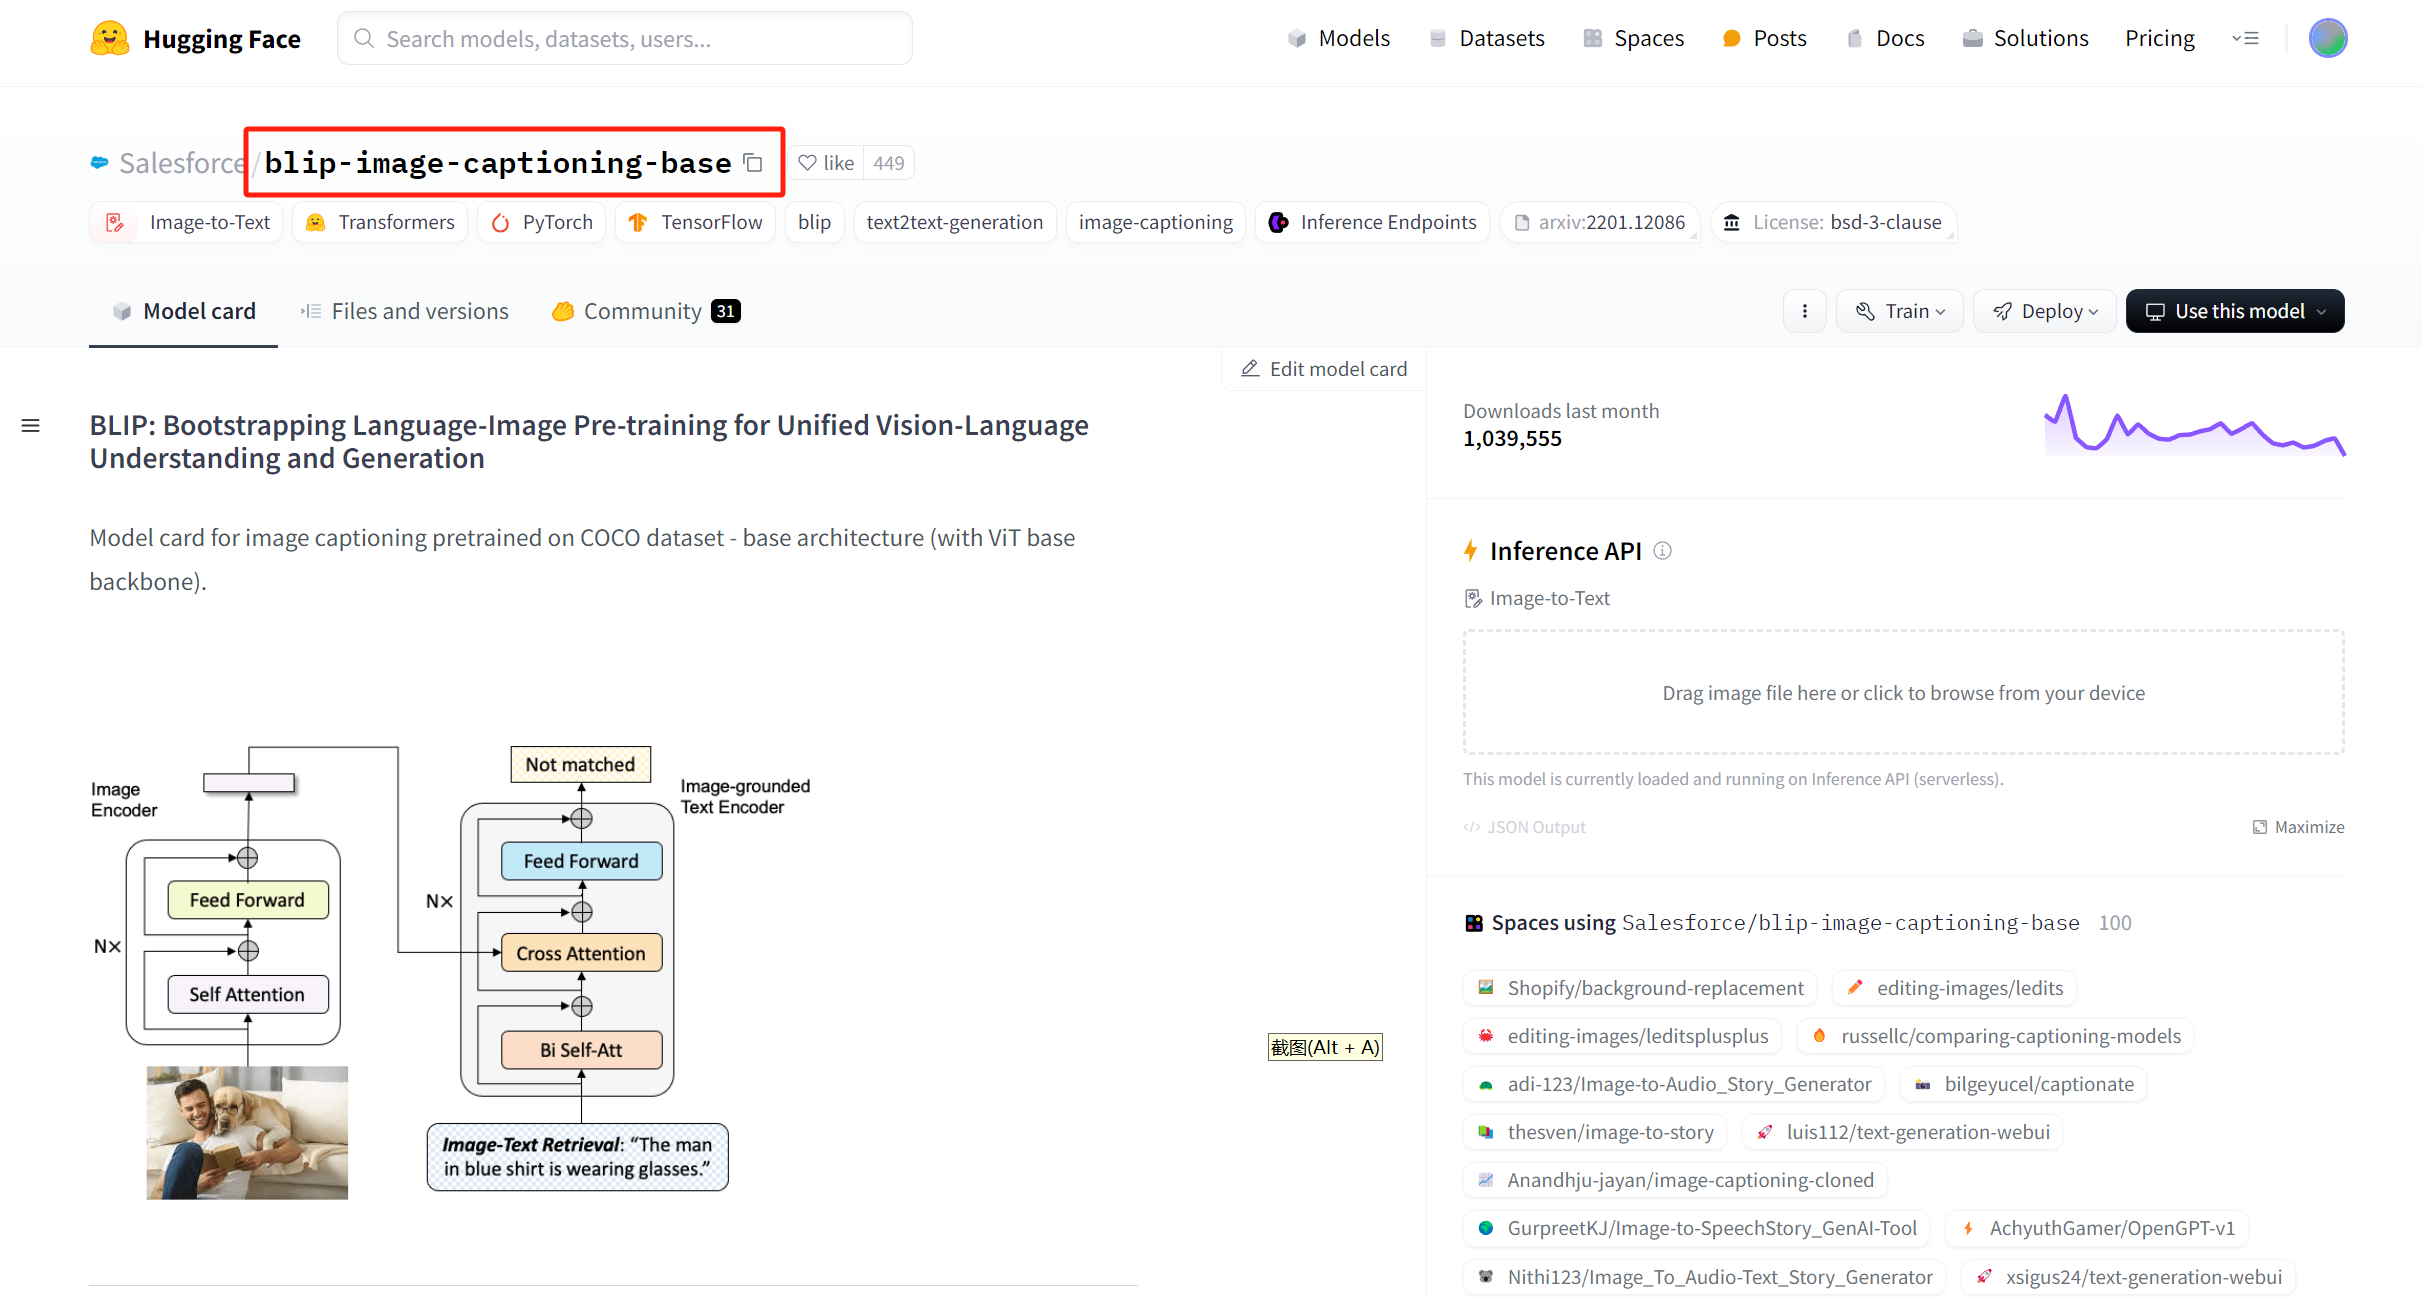 Hugging Face
Search models, datasets, users...
Models
Datasets
Spaces
Posts
Docs
Solutions
Pricing
Salesforce/blip-image-captioning-base
like 449
Image-to-Text
Transformers
PyTorch
TensorFlow
blip
text2text-generation
image-captioning
Inference Endpoints
arxiv:2201.12086
License: bsd-3-clause
Model card
Files and versions
Community 31
Train
Deploy
Use this model
Edit model card
BLIP: Bootstrapping Language-Image Pre-training for Unified Vision-Language
Understanding and Generation
Model card for image captioning pretrained on COCO dataset - base architecture (with ViT base
backbone).
Image
Encoder
N×
Feed Forward
Self Attention
Not matched
Image-grounded
Text Encoder
N×
Feed Forward
Cross Attention
Bi Self-Att
Image-Text Retrieval: “The man
in blue shirt is wearing glasses.”
截图(Alt + A)
Downloads last month
1,039,555
Inference API
Image-to-Text
Drag image file here or click to browse from your device
This model is currently loaded and running on Inference API (serverless).
</> JSON Output
Maximize
Spaces using Salesforce/blip-image-captioning-base 100
Shopify/background-replacement
editing-images/ledits
editing-images/leditsplusplus
russellc/comparing-captioning-models
adi-123/Image-to-Audio_Story_Generator
bilgeyucel/captionate
thesven/image-to-story
luis112/text-generation-webui
Anandhju-jayan/image-captioning-cloned
GurpreetKJ/Image-to-SpeechStory_GenAI-Tool
AchyuthGamer/OpenGPT-v1
Nithi123/Image_To_Audio-Text_Story_Generator
xsigus24/text-generation-webui